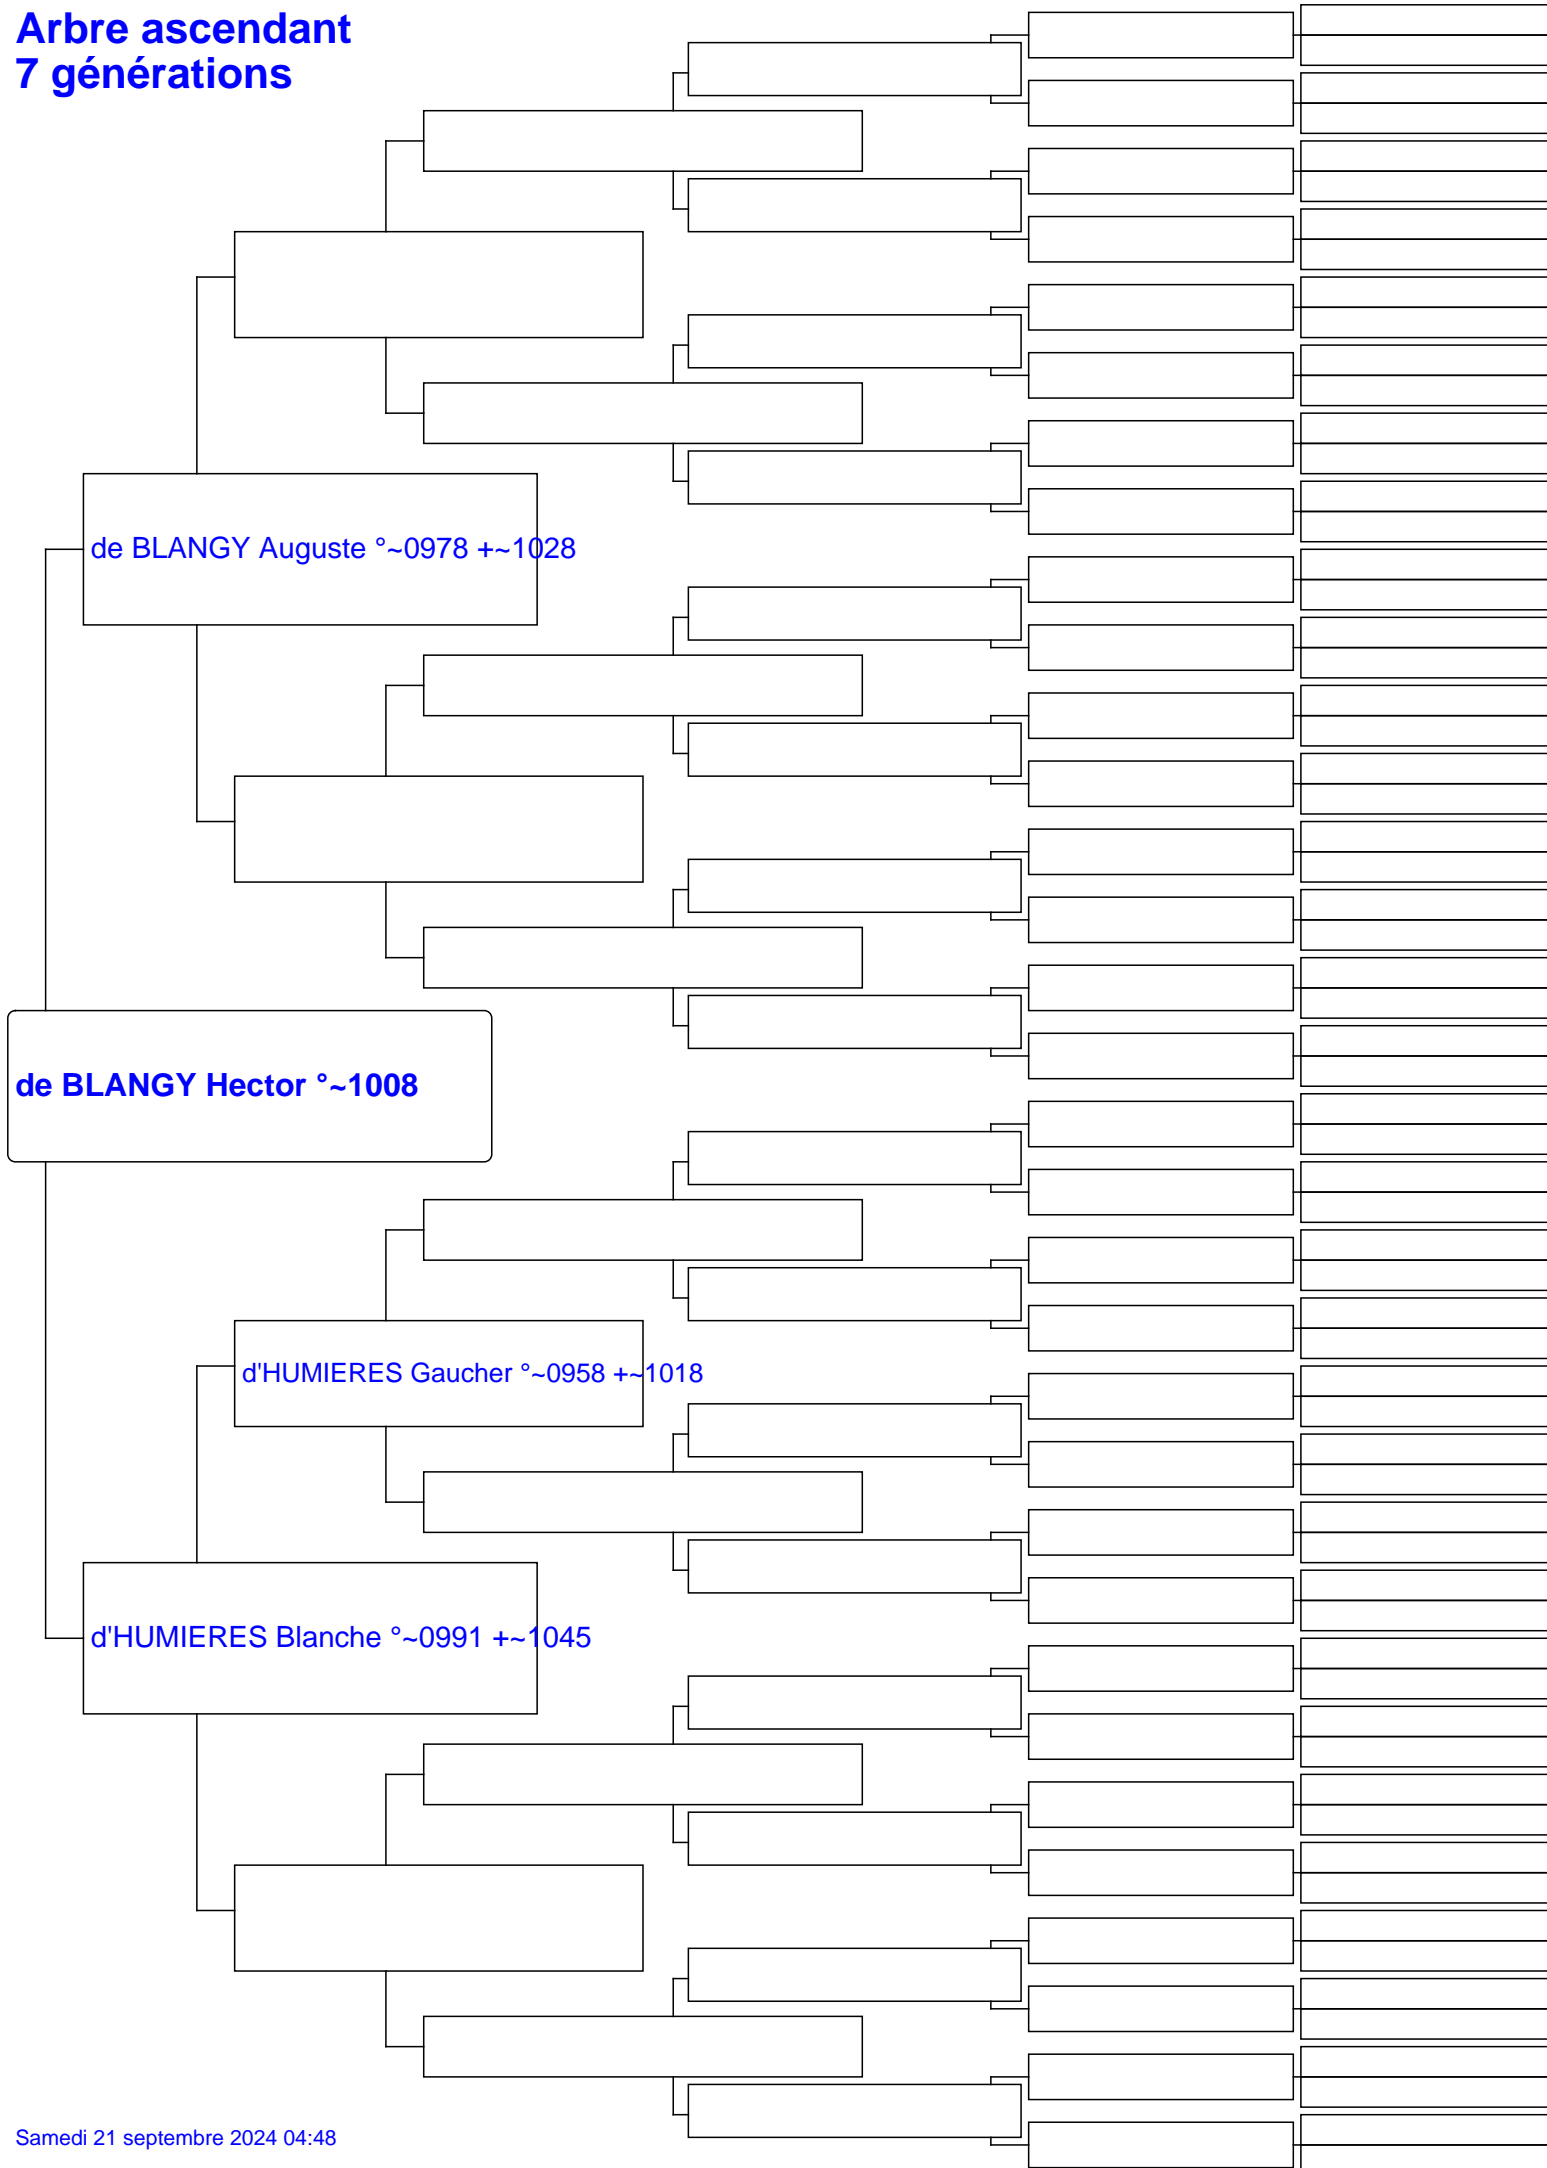 Arbre ascendant
7 générations
de BLANGY Auguste °~0978 +~1028
de BLANGY Hector °~1008
d'HUMIERES Gaucher °~0958 +~1018
d'HUMIERES Blanche °~0991 +~1045
Samedi 21 septembre 2024 04:48